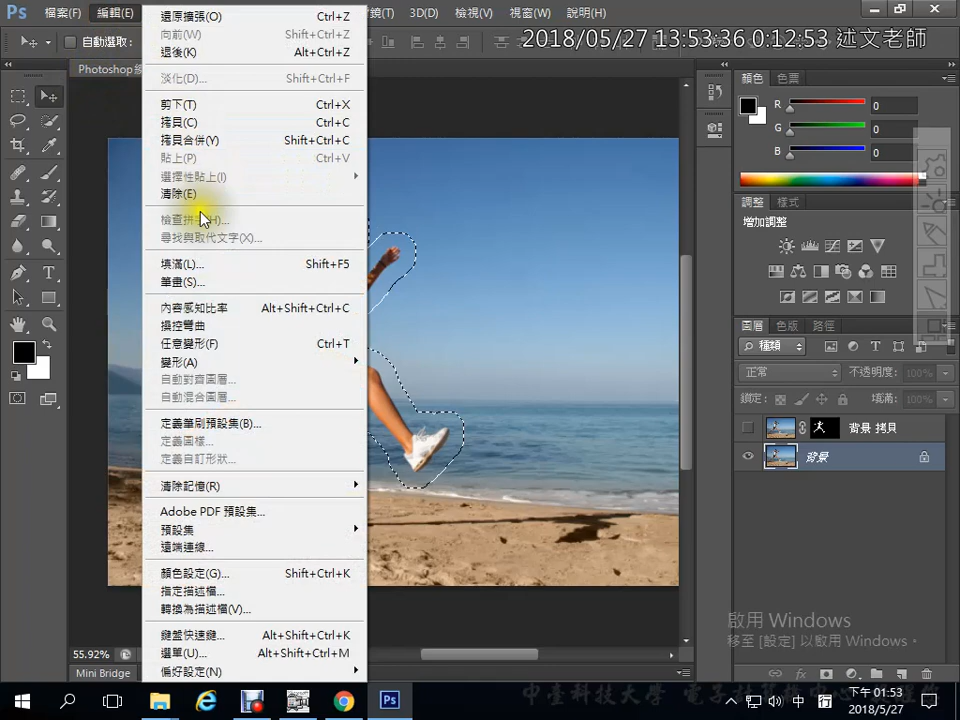 Ps 檔案(F) 編輯(E) 3D(D) 檢視(V) 視窗(W) 說明(H)
2018/05/27 13:53:36 0:12:53 述文老師
自動選取:
Photoshop
還原擴張(O) Ctrl+Z
向前(W) Shift+Ctrl+Z
退後(K) Alt+Ctrl+Z
淡化(D)... Shift+Ctrl+F
剪下(T) Ctrl+X
拷貝(C) Ctrl+C
拷貝合併(Y) Shift+Ctrl+C
貼上(P) Ctrl+V
選擇性貼上(I)
清除(E)
檢查拼字(H)...
尋找與取代文字(X)...
填滿(L)... Shift+F5
筆畫(S)...
內容感知比率 Alt+Shift+Ctrl+C
操控彎曲
任意變形(F) Ctrl+T
變形(A)
自動對齊圖層...
自動混合圖層...
定義筆刷預設集(B)...
定義圖樣...
定義自訂形狀...
清除記憶(R)
Adobe PDF 預設集...
預設集
遠端連線...
顏色設定(G)... Shift+Ctrl+K
指定描述檔...
轉換為描述檔(V)...
鍵盤快速鍵... Alt+Shift+Ctrl+K
選單(U)... Alt+Shift+Ctrl+M
偏好設定(N)
顏色 色票
R 0
G 0
B 0
調整 樣式
增加調整
圖層 色版 路徑
種類
正常 不透明度: 100%
鎖定: 填滿: 100%
背景 拷貝
背景
啟用 Windows
移至 [設定] 以啟用 Windows。
55.92%
Mini Bridge
中臺科技大學 電子計算機中心
中
下午 01:53
2018/5/27